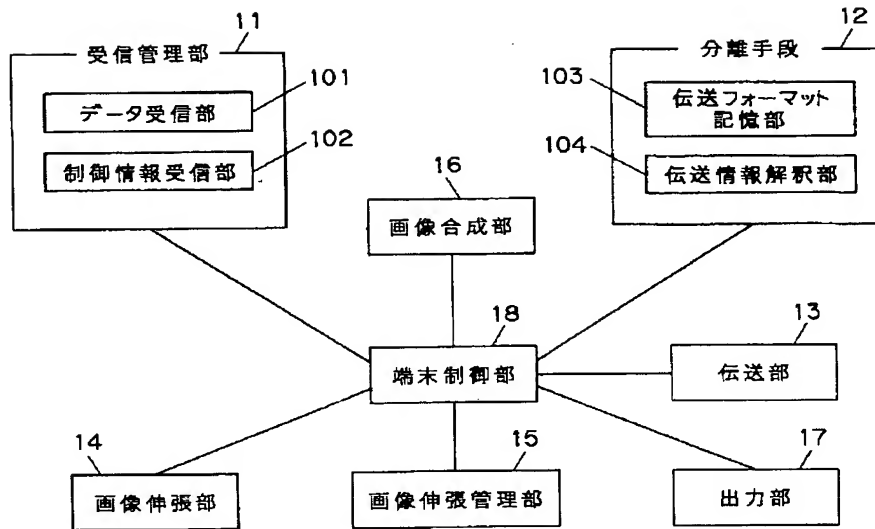 11
受信管理部
101
データ受信部
102
制御情報受信部
12
分離手段
103
伝送フォーマット
記憶部
104
伝送情報解釈部
16
画像合成部
18
端末制御部
13
伝送部
14
画像伸張部
15
画像伸張管理部
17
出力部